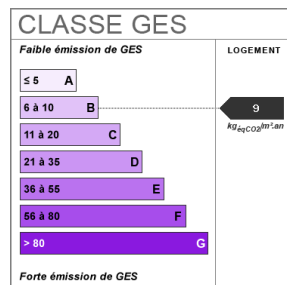 CLASSE GES
Faible émission de GES
LOGEMENT
≤ 5 A
6 à 10 B
9
kgéqCO2/m².an
11 à 20 C
21 à 35 D
36 à 55 E
56 à 80 F
> 80 G
Forte émission de GES